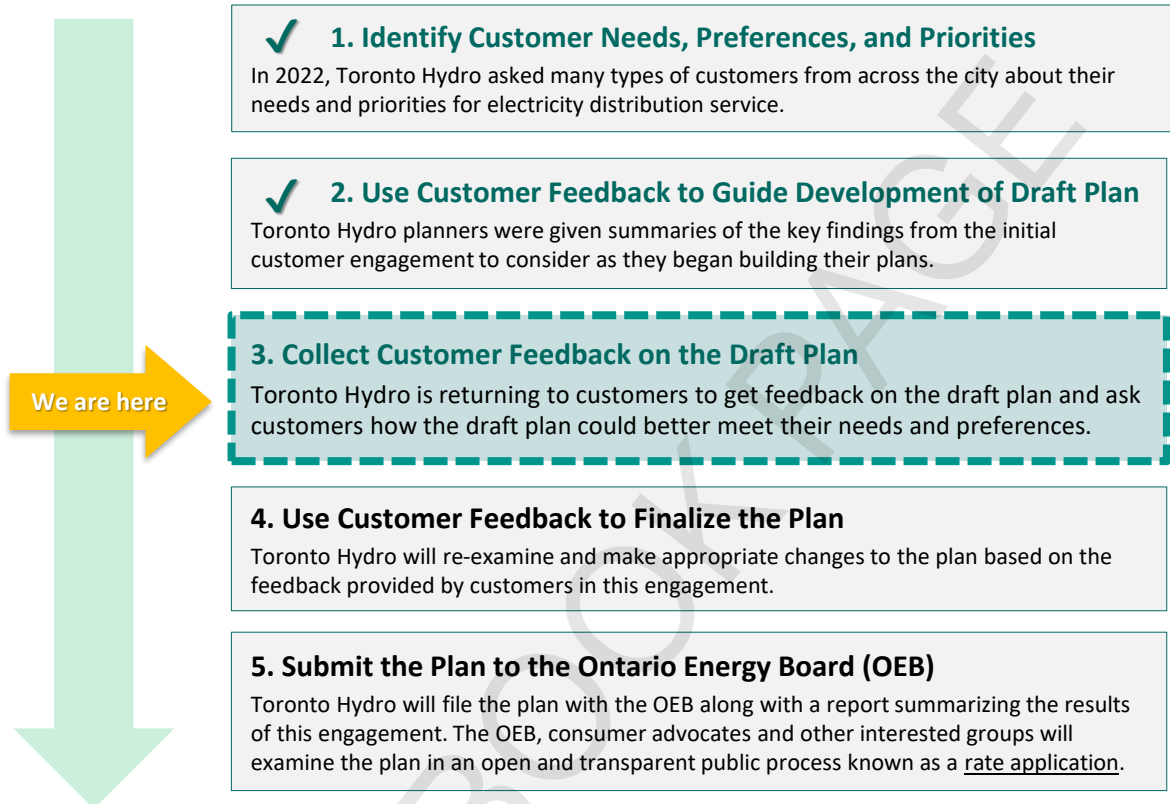 ✓ 1. Identify Customer Needs, Preferences, and Priorities
In 2022, Toronto Hydro asked many types of customers from across the city about their
needs and priorities for electricity distribution service.
✓ 2. Use Customer Feedback to Guide Development of Draft Plan
Toronto Hydro planners were given summaries of the key findings from the initial
customer engagement to consider as they began building their plans.
We are here
3. Collect Customer Feedback on the Draft Plan
Toronto Hydro is returning to customers to get feedback on the draft plan and ask
customers how the draft plan could better meet their needs and preferences.
4. Use Customer Feedback to Finalize the Plan
Toronto Hydro will re-examine and make appropriate changes to the plan based on the
feedback provided by customers in this engagement.
5. Submit the Plan to the Ontario Energy Board (OEB)
Toronto Hydro will file the plan with the OEB along with a report summarizing the results
of this engagement. The OEB, consumer advocates and other interested groups will
examine the plan in an open and transparent public process known as a rate application.
BOOK PAGE